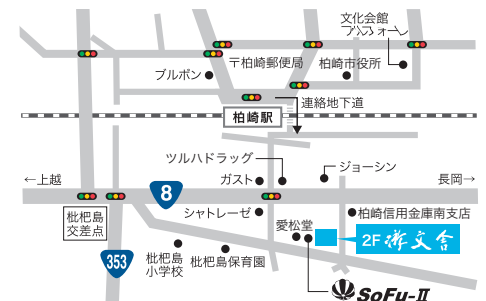 文化会館
アルフォーレ
〒柏崎郵便局
柏崎市役所
ブルボン
連絡地下道
柏崎駅
ツルハドラッグ
ジョーシン
←上越
ガスト
長岡→
8
シャトレーゼ
柏崎信用金庫南支店
枇杷島
交差点
愛松堂
2F 游文舎
353
枇杷島
小学校
枇杷島保育園
SoFu-II